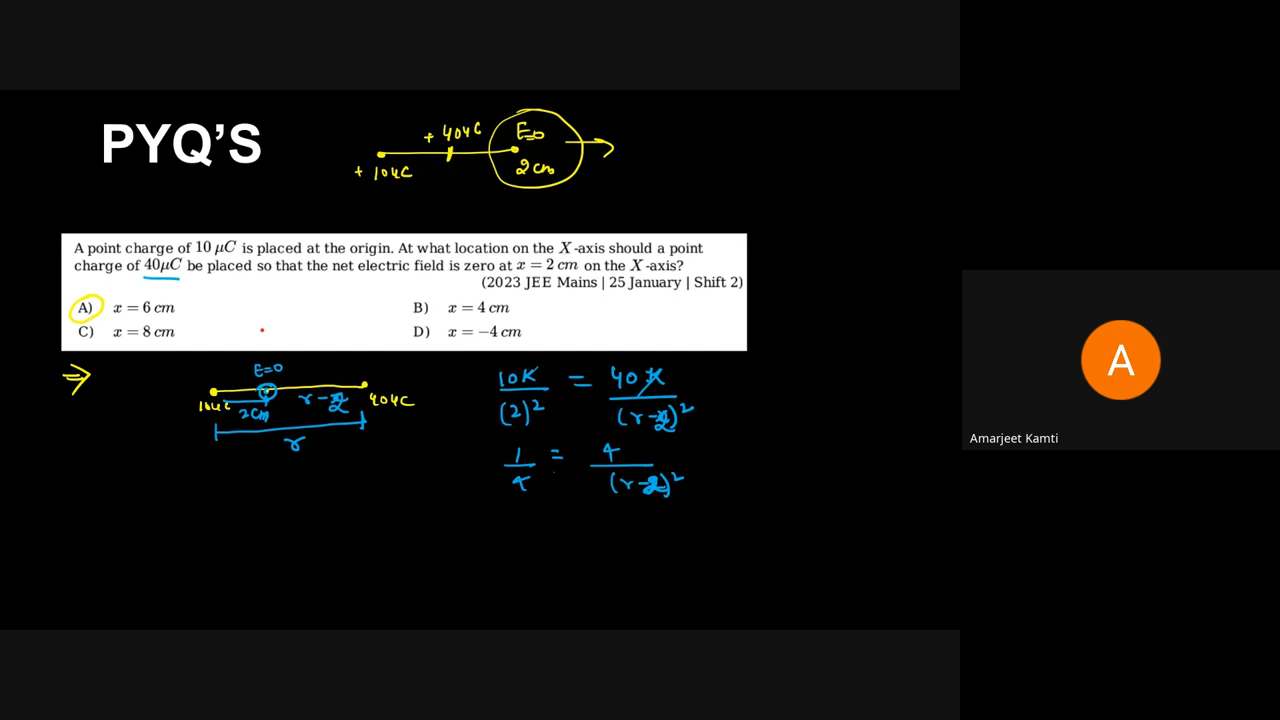 PYQ'S
+ 40µC
E=0
2 cm
+ 10µC
A point charge of 10 μC is placed at the origin. At what location on the X-axis should a point
charge of 40μC be placed so that the net electric field is zero at x = 2 cm on the X-axis?
(2023 JEE Mains | 25 January | Shift 2)
A) x = 6 cm B) x = 4 cm
C) x = 8 cm D) x = −4 cm
⇒
E=0
10µC 2cm r-2 40µC
r
10K/(2)² = 40K/(r-2)²
1/4 = 4/(r-2)²
A
Amarjeet Kamti